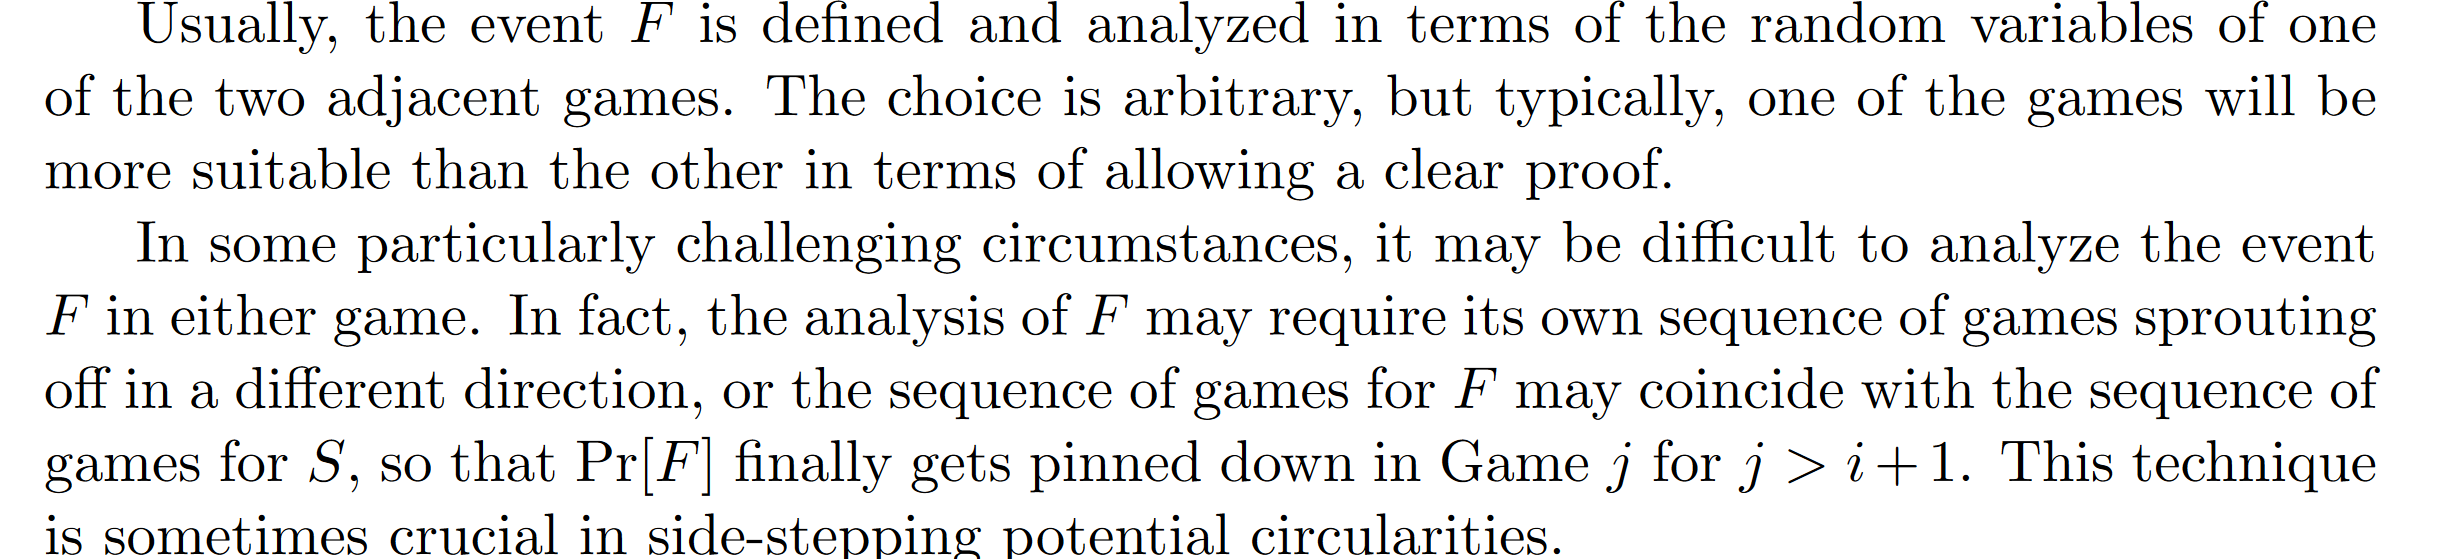 Usually, the event F is defined and analyzed in terms of the random variables of one
of the two adjacent games. The choice is arbitrary, but typically, one of the games will be
more suitable than the other in terms of allowing a clear proof.
In some particularly challenging circumstances, it may be difficult to analyze the event
F in either game. In fact, the analysis of F may require its own sequence of games sprouting
off in a different direction, or the sequence of games for F may coincide with the sequence of
games for S, so that Pr[F] finally gets pinned down in Game j for j > i + 1. This technique
is sometimes crucial in side-stepping potential circularities.